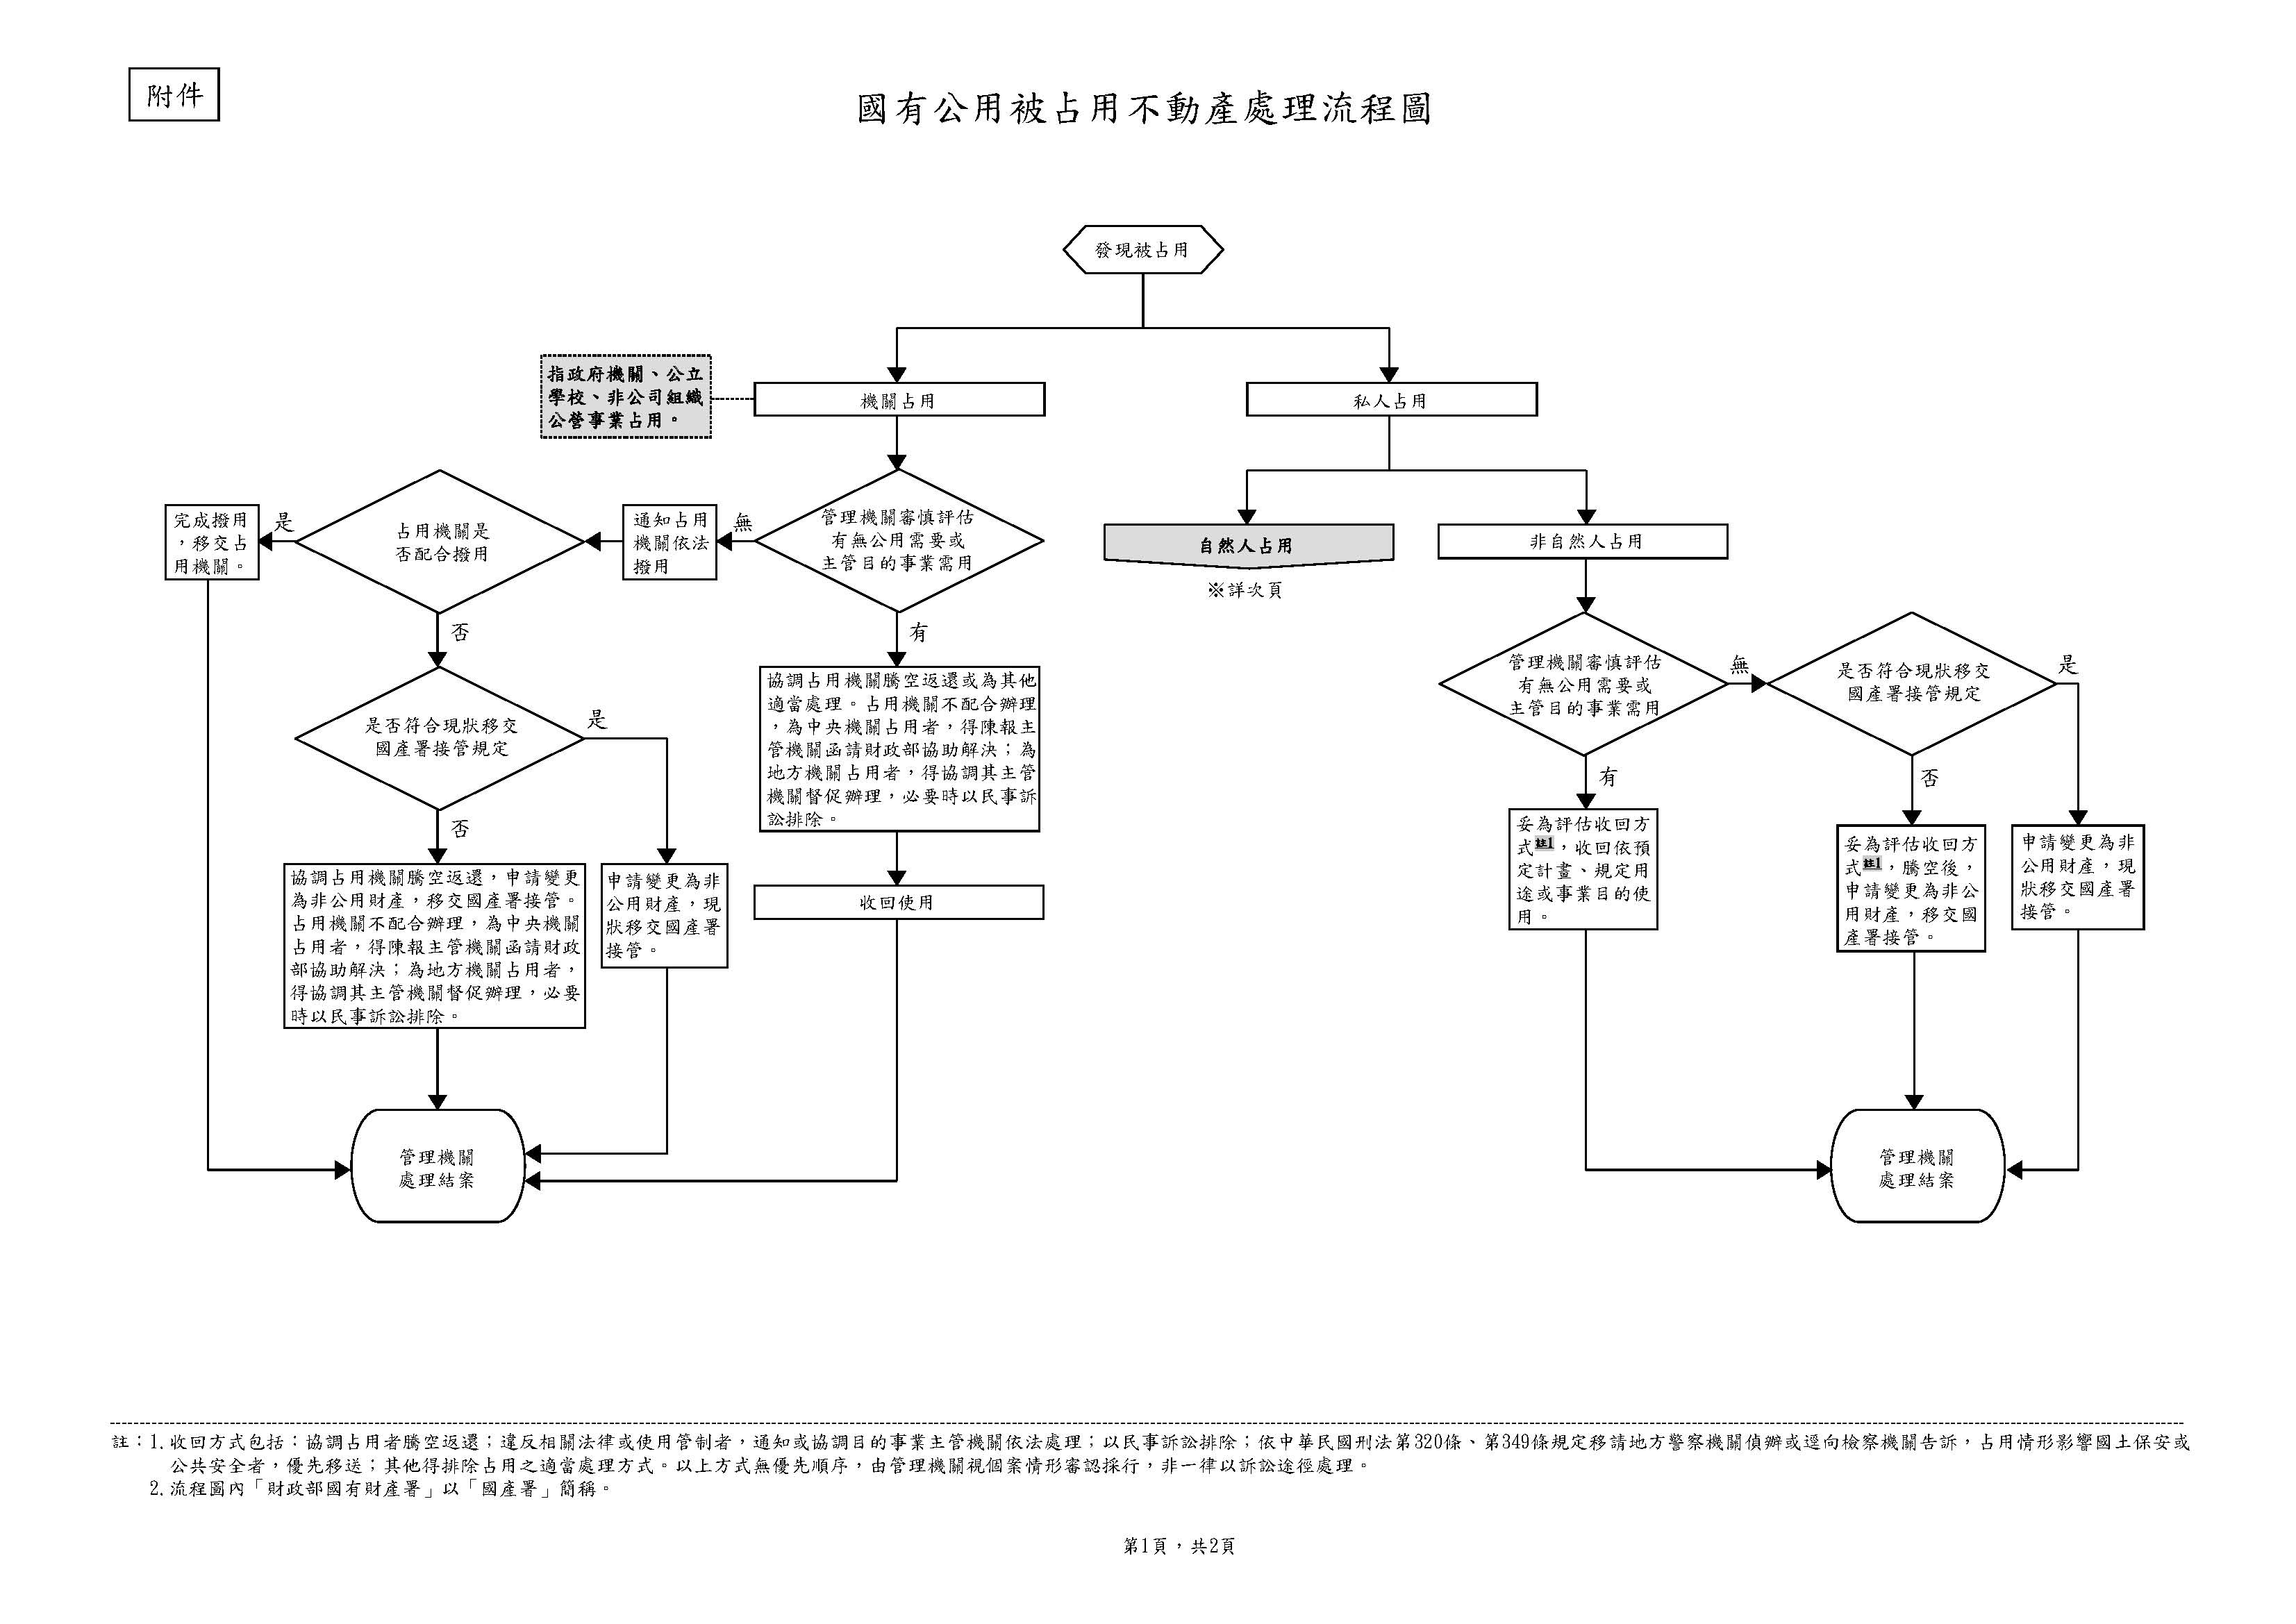 附件
國有公用被占用不動產處理流程圖
發現被占用
指政府機關、公立
學校、非公司組織
公營事業占用。
機關占用
私人占用
完成撥用
，移交占
用機關。
是
占用機關是
否配合撥用
通知占用
機關依法
撥用
無
管理機關審慎評估
有無公用需要或
主管目的事業需用
自然人占用
※詳次頁
非自然人占用
否
有
是否符合現狀移交
國產署接管規定
是
協調占用機關騰空返還或為其他
適當處理。占用機關不配合辦理
，為中央機關占用者，得陳報主
管機關函請財政部協助解決；為
地方機關占用者，得協調其主管
機關督促辦理，必要時以民事訴
訟排除。
管理機關審慎評估
有無公用需要或
主管目的事業需用
無
是否符合現狀移交
國產署接管規定
是
有
否
否
協調占用機關騰空返還，申請變更
為非公用財產，移交國產署接管。
占用機關不配合辦理，為中央機關
占用者，得陳報主管機關函請財政
部協助解決；為地方機關占用者，
得協調其主管機關督促辦理，必要
時以民事訴訟排除。
申請變更為非
公用財產，現
狀移交國產署
接管。
收回使用
妥為評估收回方
式註1，收回依預
定計畫、規定用
途或事業目的使
用。
妥為評估收回方
式註1，騰空後，
申請變更為非公
用財產，移交國
產署接管。
申請變更為非
公用財產，現
狀移交國產署
接管。
管理機關
處理結案
管理機關
處理結案
註：1.收回方式包括：協調占用者騰空返還；違反相關法律或使用管制者，通知或協調目的事業主管機關依法處理；以民事訴訟排除；依中華民國刑法第320條、第349條規定移請地方警察機關偵辦或逕向檢察機關告訴，占用情形影響國土保安或
公共安全者，優先移送；其他得排除占用之適當處理方式。以上方式無優先順序，由管理機關視個案情形審認採行，非一律以訴訟途徑處理。
2.流程圖內「財政部國有財產署」以「國產署」簡稱。
第1頁，共2頁